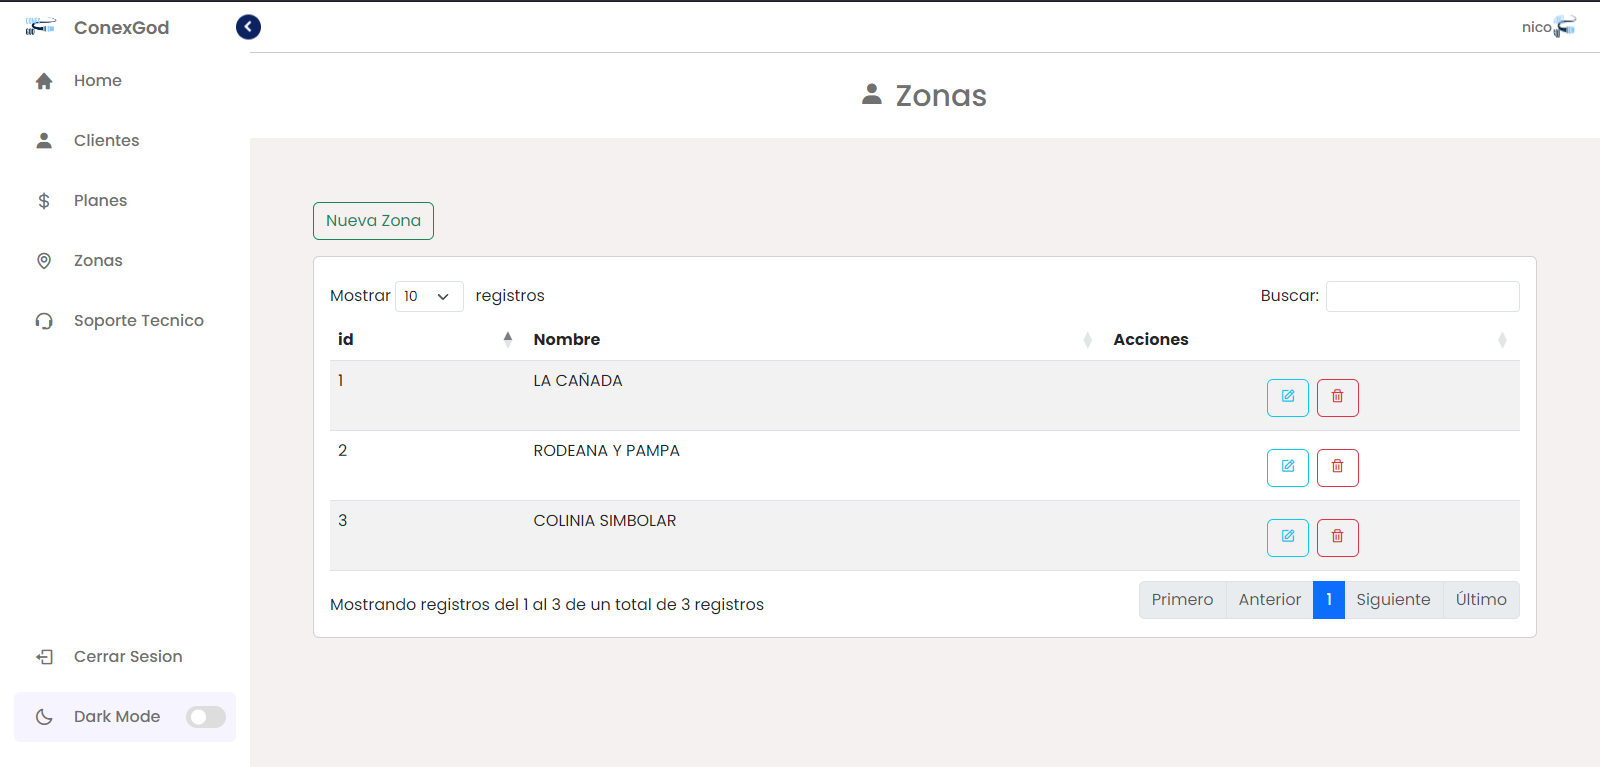 ConexGod
nico
Home
Clientes
Planes
Zonas
Soporte Tecnico
Cerrar Sesion
Dark Mode
Zonas
Nueva Zona
Mostrar 10 registros
Buscar:
id Nombre Acciones
1 LA CAÑADA
2 RODEANA Y PAMPA
3 COLINIA SIMBOLAR
Mostrando registros del 1 al 3 de un total de 3 registros
Primero Anterior 1 Siguiente Último